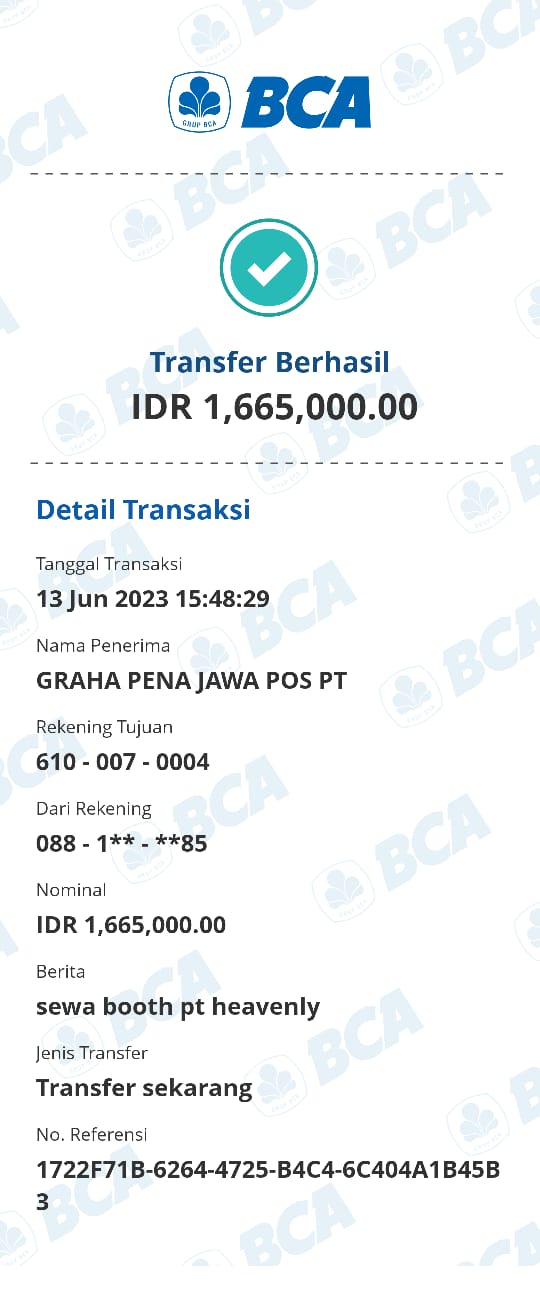 GRUP BCA
BCA
Transfer Berhasil
IDR 1,665,000.00
Detail Transaksi
Tanggal Transaksi
13 Jun 2023 15:48:29
Nama Penerima
GRAHA PENA JAWA POS PT
Rekening Tujuan
610 - 007 - 0004
Dari Rekening
088 - 1** - **85
Nominal
IDR 1,665,000.00
Berita
sewa booth pt heavenly
Jenis Transfer
Transfer sekarang
No. Referensi
1722F71B-6264-4725-B4C4-6C404A1B45B
3